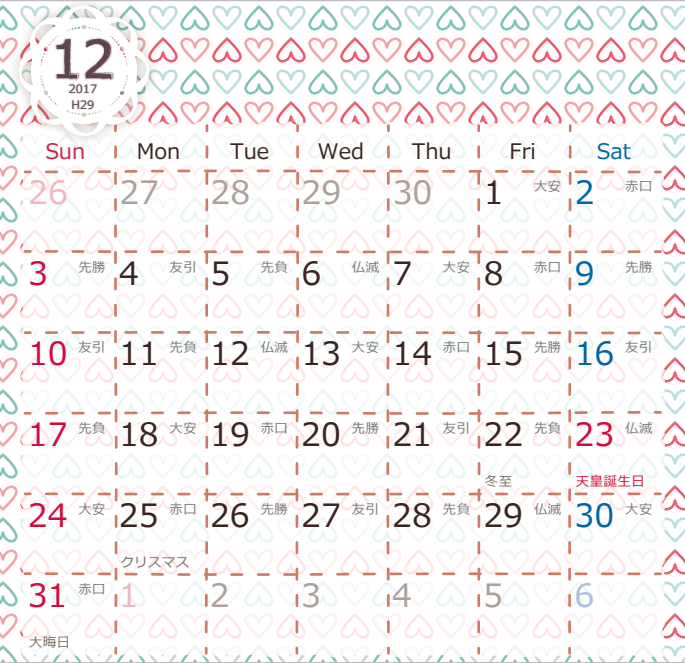 12
2017
H29
Sun Mon Tue Wed Thu Fri Sat
26 27 28 29 30 1 大安 2 赤口
3 先勝 4 友引 5 先負 6 仏滅 7 大安 8 赤口 9 先勝
10 友引 11 先負 12 仏滅 13 大安 14 赤口 15 先勝 16 友引
17 先負 18 大安 19 赤口 20 先勝 21 友引 22 先負 23 仏滅
冬至 天皇誕生日
24 大安 25 赤口 26 先勝 27 友引 28 先負 29 仏滅 30 大安
クリスマス
31 赤口 1 2 3 4 5 6
大晦日